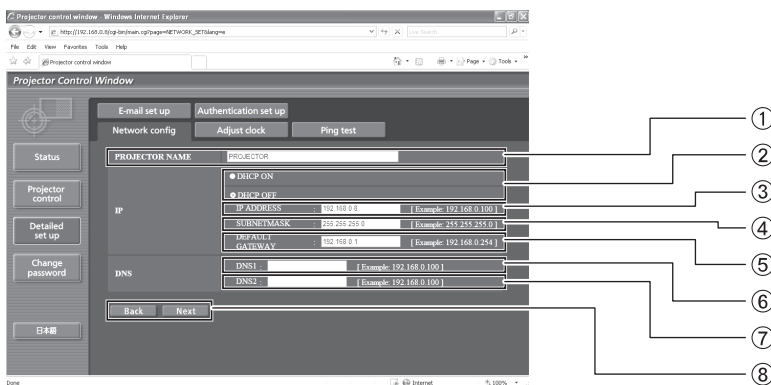 Projector control window - Windows Internet Explorer
http://192.168.0.8/cgi-bin/main.cgi?page=NETWORK_SET&lang=e
Live Search
File Edit View Favorites Tools Help
Projector control window
Page Tools
Projector Control Window
E-mail set up Authentication set up
Network config Adjust clock Ping test
Status
Projector control
Detailed set up
Change password
日本語
PROJECTOR NAME PROJECTOR
IP
DHCP ON
DHCP OFF
IP ADDRESS : 192.168.0.8 [ Example: 192.168.0.100 ]
SUBNETMASK : 255.255.255.0 [ Example: 255.255.255.0 ]
DEFAULT GATEWAY : 192.168.0.1 [ Example: 192.168.0.254 ]
DNS
DNS1 : [ Example: 192.168.0.100 ]
DNS2 : [ Example: 192.168.0.100 ]
Back Next
Done Internet 100%
①
②
③
④
⑤
⑥
⑦
⑧